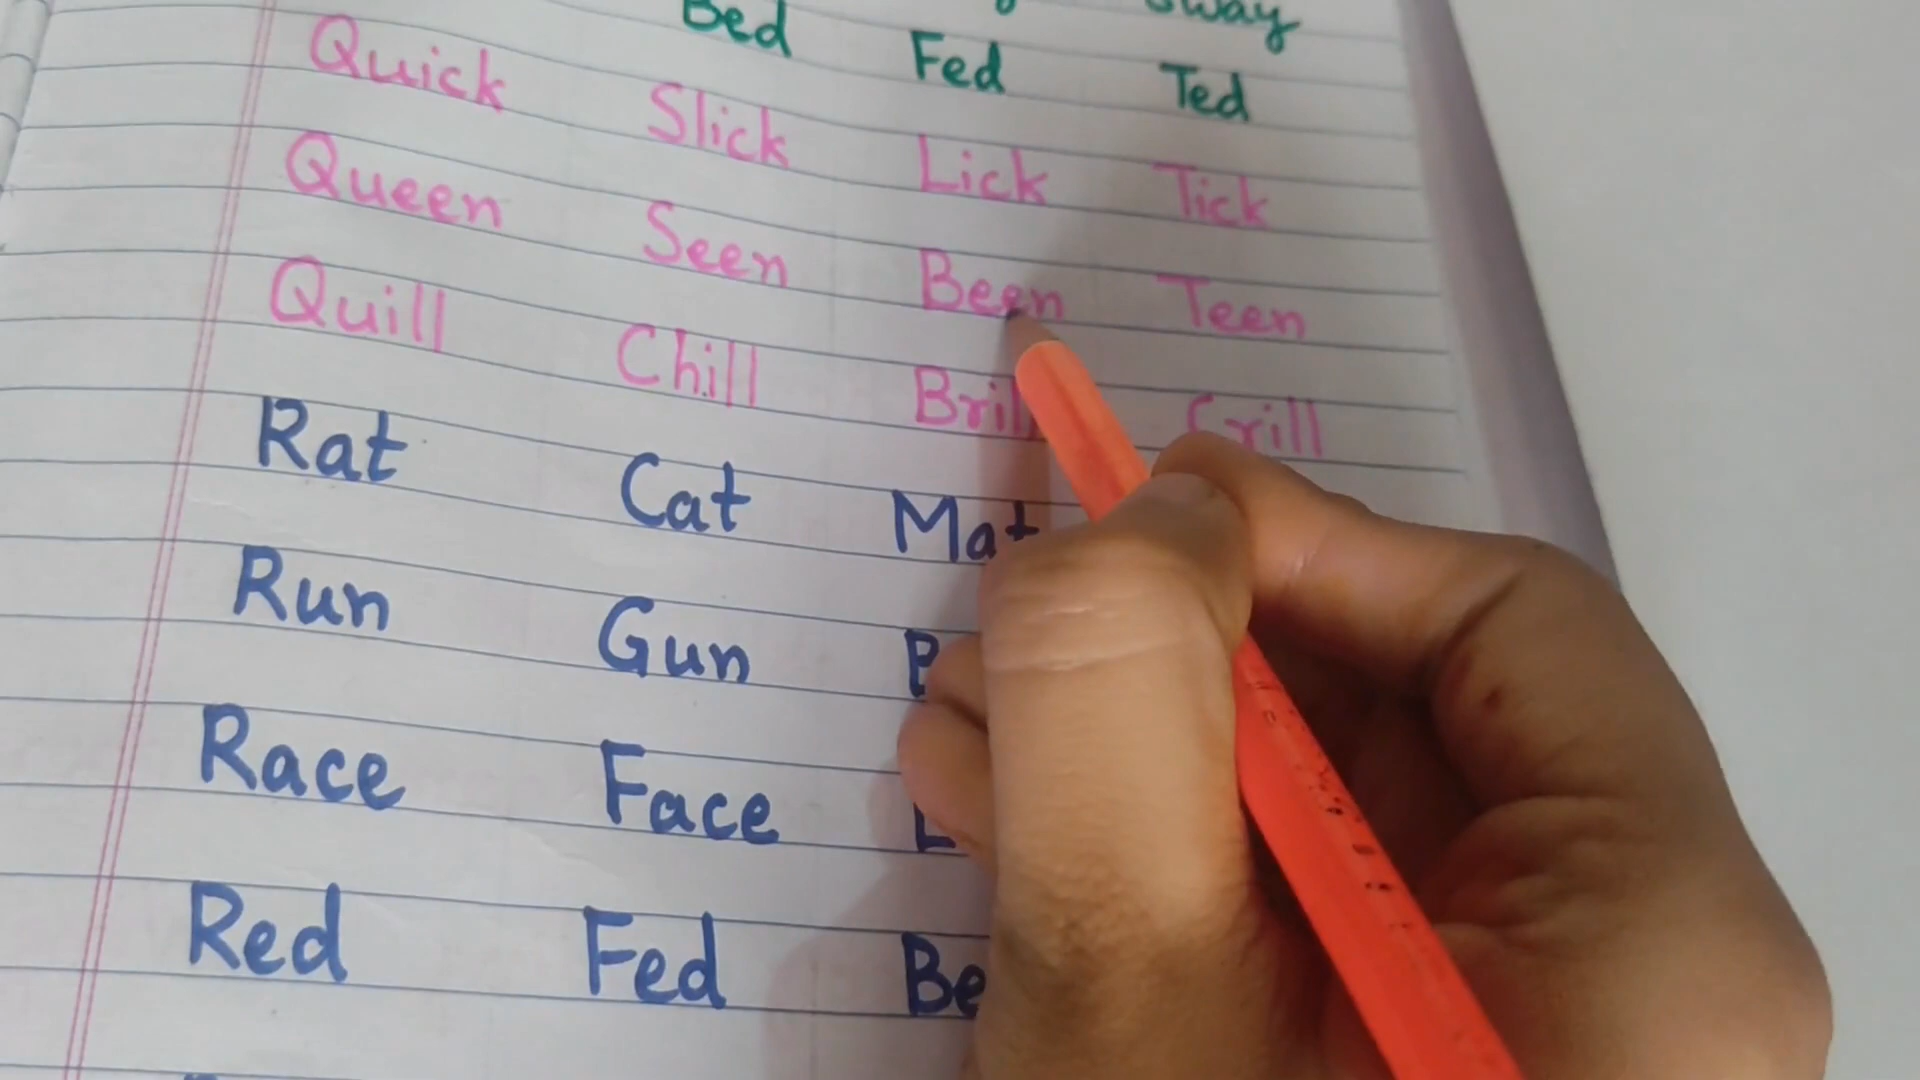 Bed Fed Ted
Quick Slick Lick Tick
Queen Seen Been Teen
Quill Chill
Rat Cat Mat
Run Gun
Race Face
Red Fed